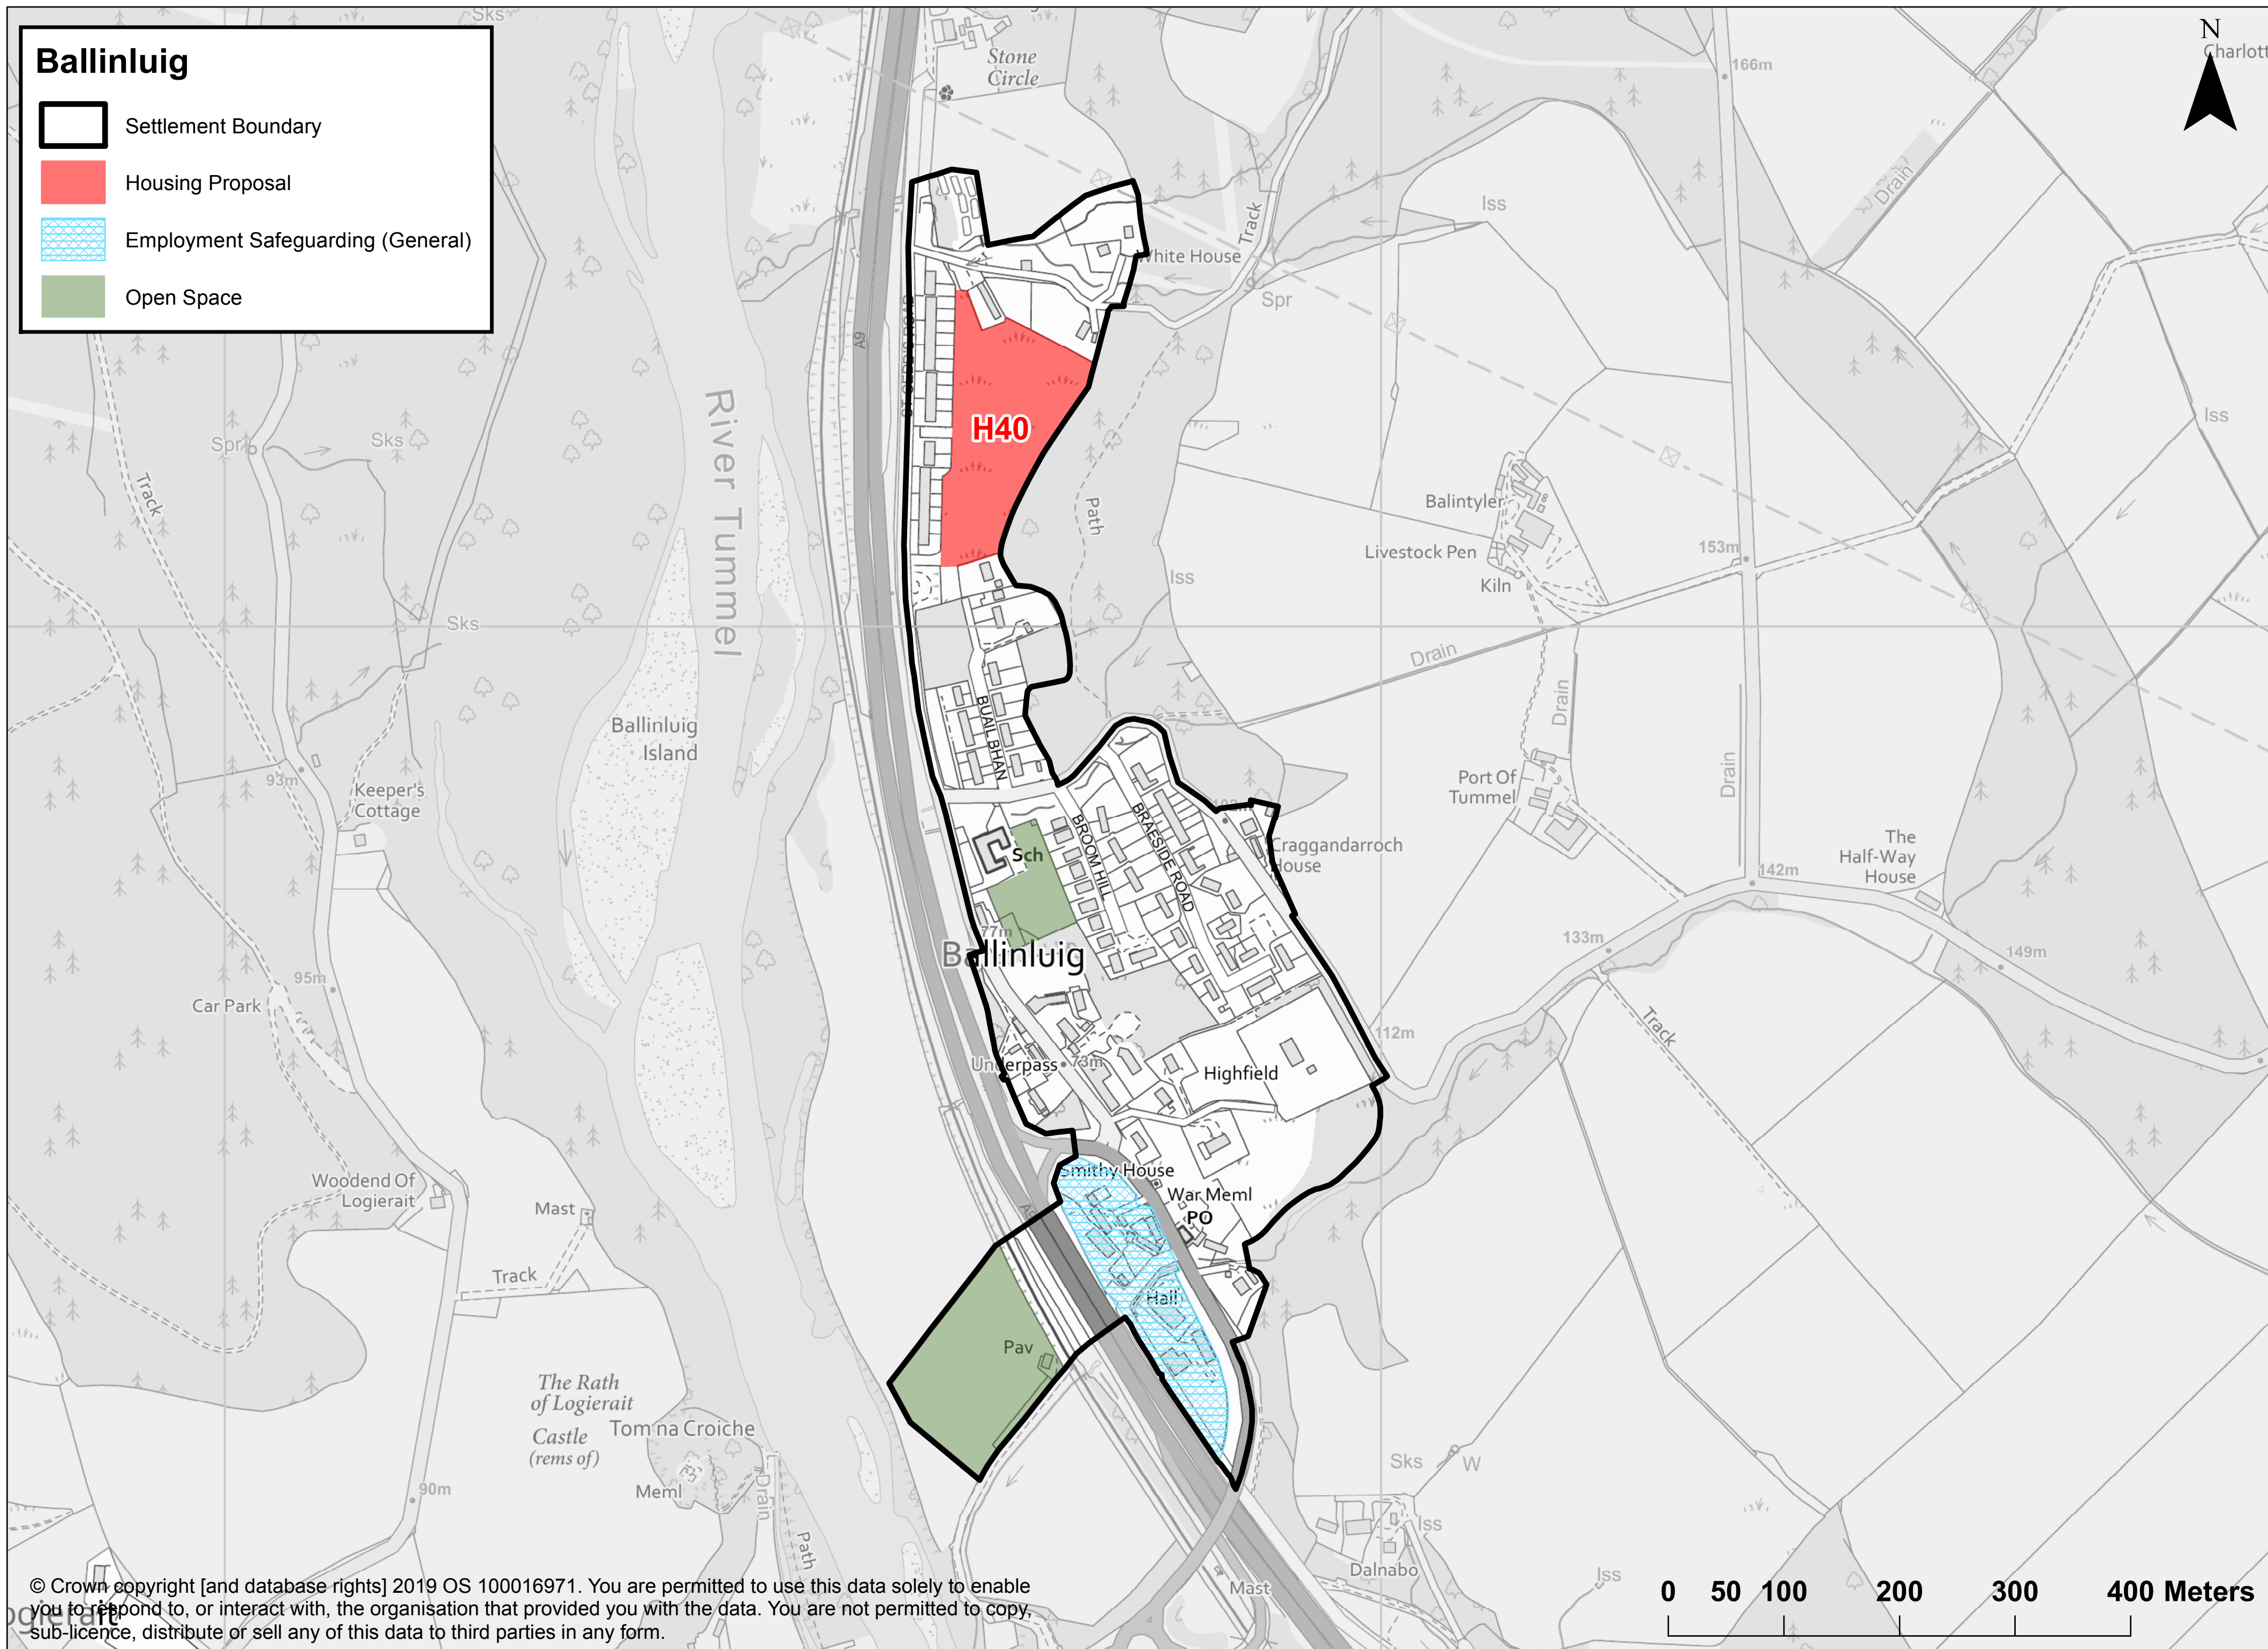 Ballinluig
Settlement Boundary
Housing Proposal
Employment Safeguarding (General)
Open Space
Sks
Stone
Circle
N
Charlott
166m
Drain
Iss
Track
White House
Spr
A9
Iss
Spr
Sks
H40
Track
River Tummel
Path
Balintyler
Livestock Pen
153m
Kiln
Iss
Sks
Drain
Drain
Drain
BUAIL BHAN
Ballinluig
Island
93m
Keeper's
Cottage
Port Of
Tummel
102m
BROOM HILL
BRAESIDE ROAD
Sch
Craggandarroch
House
The
Half-Way
House
142m
77m
Ballinluig
133m
149m
95m
Car Park
Track
112m
Underpass
73m
Highfield
Smithy House
War Meml
PO
Woodend Of
Logierait
Mast
A9
Track
Hall
Pav
The Rath
of Logierait
Castle
(rems of)
Tom na Croiche
Meml
Drain
90m
Path
Sks
W
Iss
Dalnabo
Iss
Mast
0 50 100 200 300 400 Meters
© Crown copyright [and database rights] 2019 OS 100016971. You are permitted to use this data solely to enable
you to respond to, or interact with, the organisation that provided you with the data. You are not permitted to copy,
sub-licence, distribute or sell any of this data to third parties in any form.
ogierait